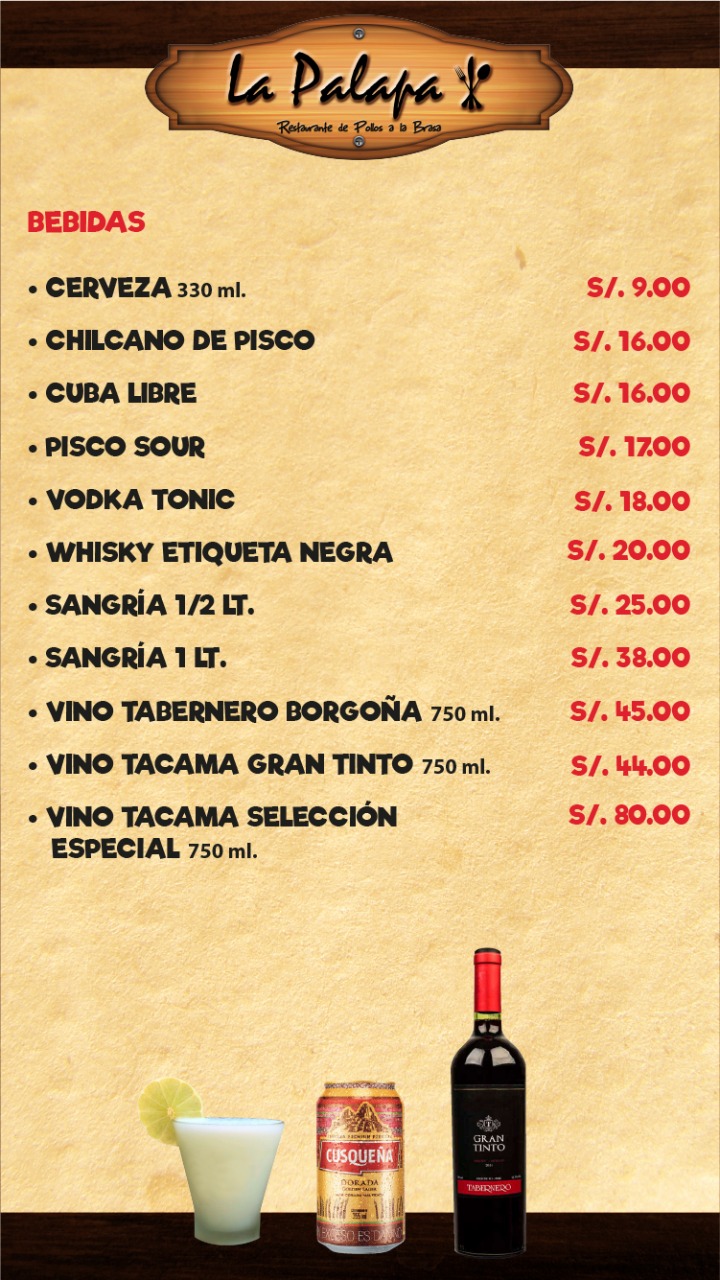 La Palapa
Restaurante de Pollos a la Brasa
BEBIDAS
• CERVEZA 330 ml. S/. 9.00
• CHILCANO DE PISCO S/. 16.00
• CUBA LIBRE S/. 16.00
• PISCO SOUR S/. 17.00
• VODKA TONIC S/. 18.00
• WHISKY ETIQUETA NEGRA S/. 20.00
• SANGRÍA 1/2 LT. S/. 25.00
• SANGRÍA 1 LT. S/. 38.00
• VINO TABERNERO BORGOÑA 750 ml. S/. 45.00
• VINO TACAMA GRAN TINTO 750 ml. S/. 44.00
• VINO TACAMA SELECCIÓN S/. 80.00
ESPECIAL 750 ml.
CUSQUEÑA
DORADA
GRAN
TINTO
TABERNERO